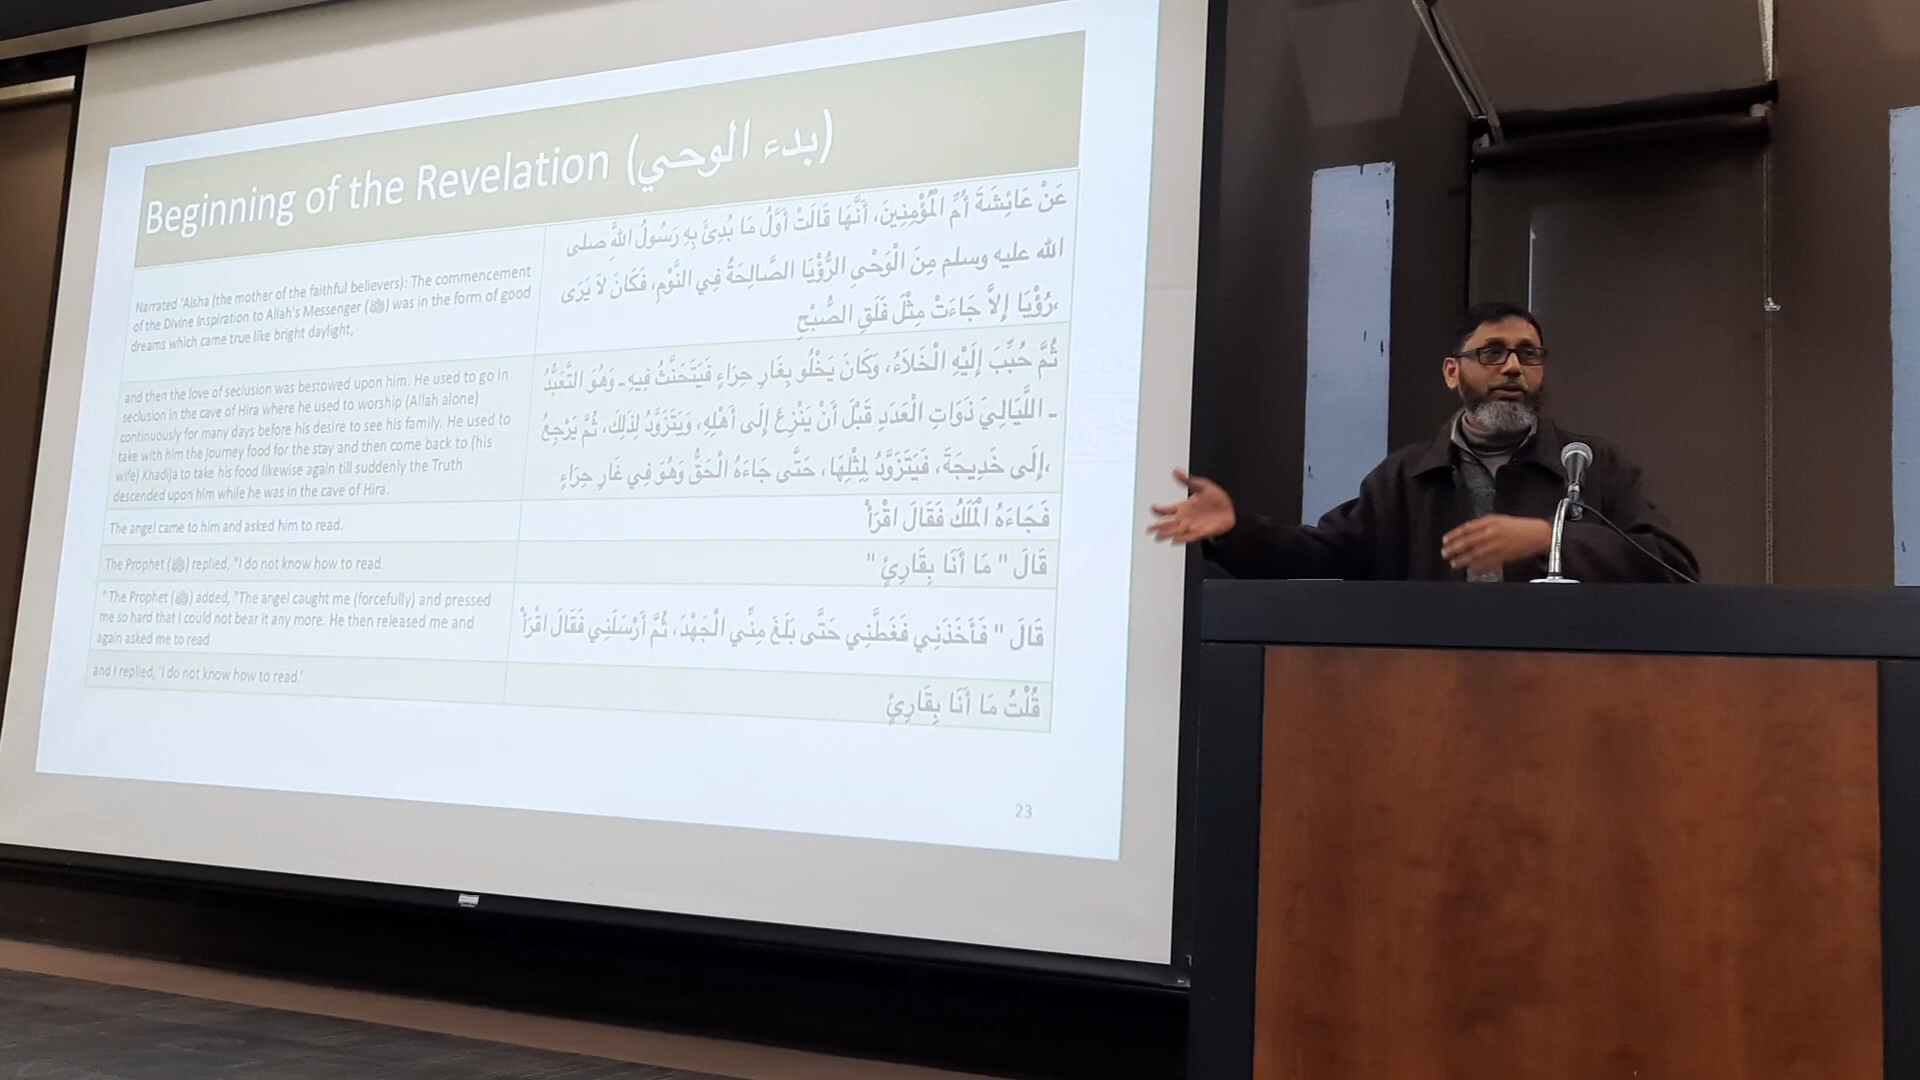 Beginning of the Revelation (بدء الوحي)
Narrated 'Aisha (the mother of the faithful believers): The commencement
of the Divine Inspiration to Allah's Messenger (ﷺ) was in the form of good
dreams which came true like bright daylight,
عَنْ عَائِشَةَ أُمِّ الْمُؤْمِنِينَ، أَنَّهَا قَالَتْ أَوَّلُ مَا بُدِئَ بِهِ رَسُولُ اللَّهِ صلى
الله عليه وسلم مِنَ الْوَحْىِ الرُّؤْيَا الصَّالِحَةُ فِي النَّوْمِ، فَكَانَ لاَ يَرَى
رُؤْيَا إِلاَّ جَاءَتْ مِثْلَ فَلَقِ الصُّبْحِ،
and then the love of seclusion was bestowed upon him. He used to go in
seclusion in the cave of Hira where he used to worship (Allah alone)
continuously for many days before his desire to see his family. He used to
take with him the journey food for the stay and then come back to (his
wife) Khadija to take his food likewise again till suddenly the Truth
descended upon him while he was in the cave of Hira.
ثُمَّ حُبِّبَ إِلَيْهِ الْخَلاَءُ، وَكَانَ يَخْلُو بِغَارِ حِرَاءٍ فَيَتَحَنَّثُ فِيهِ ـ وَهُوَ التَّعَبُّدُ
ـ اللَّيَالِيَ ذَوَاتِ الْعَدَدِ قَبْلَ أَنْ يَنْزِعَ إِلَى أَهْلِهِ، وَيَتَزَوَّدُ لِذَلِكَ، ثُمَّ يَرْجِعُ
إِلَى خَدِيجَةَ، فَيَتَزَوَّدُ لِمِثْلِهَا، حَتَّى جَاءَهُ الْحَقُّ وَهُوَ فِي غَارِ حِرَاءٍ،
The angel came to him and asked him to read.
فَجَاءَهُ الْمَلَكُ فَقَالَ اقْرَأْ
The Prophet (ﷺ) replied, "I do not know how to read.
قَالَ " مَا أَنَا بِقَارِئٍ "
" The Prophet (ﷺ) added, "The angel caught me (forcefully) and pressed
me so hard that I could not bear it any more. He then released me and
again asked me to read
قَالَ " فَأَخَذَنِي فَغَطَّنِي حَتَّى بَلَغَ مِنِّي الْجَهْدَ، ثُمَّ أَرْسَلَنِي فَقَالَ اقْرَأْ
and I replied, 'I do not know how to read.'
قُلْتُ مَا أَنَا بِقَارِئٍ
23